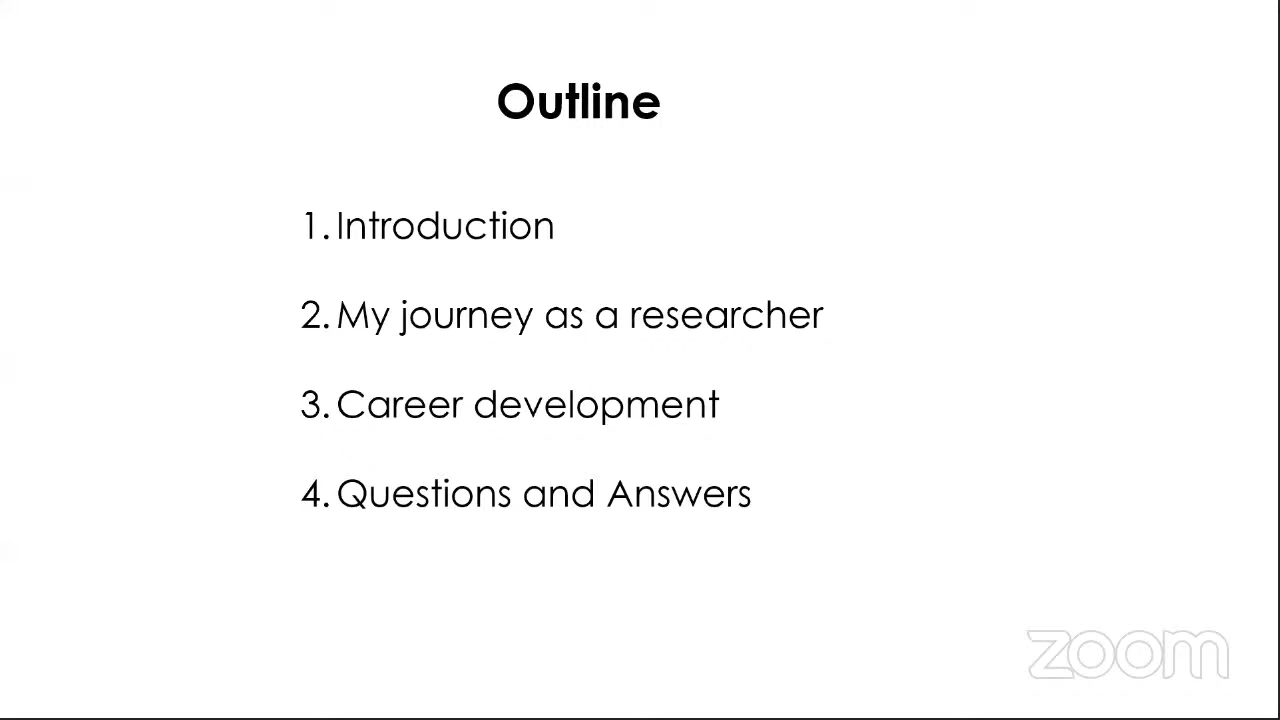 Outline
1. Introduction
2. My journey as a researcher
3. Career development
4. Questions and Answers
zoom